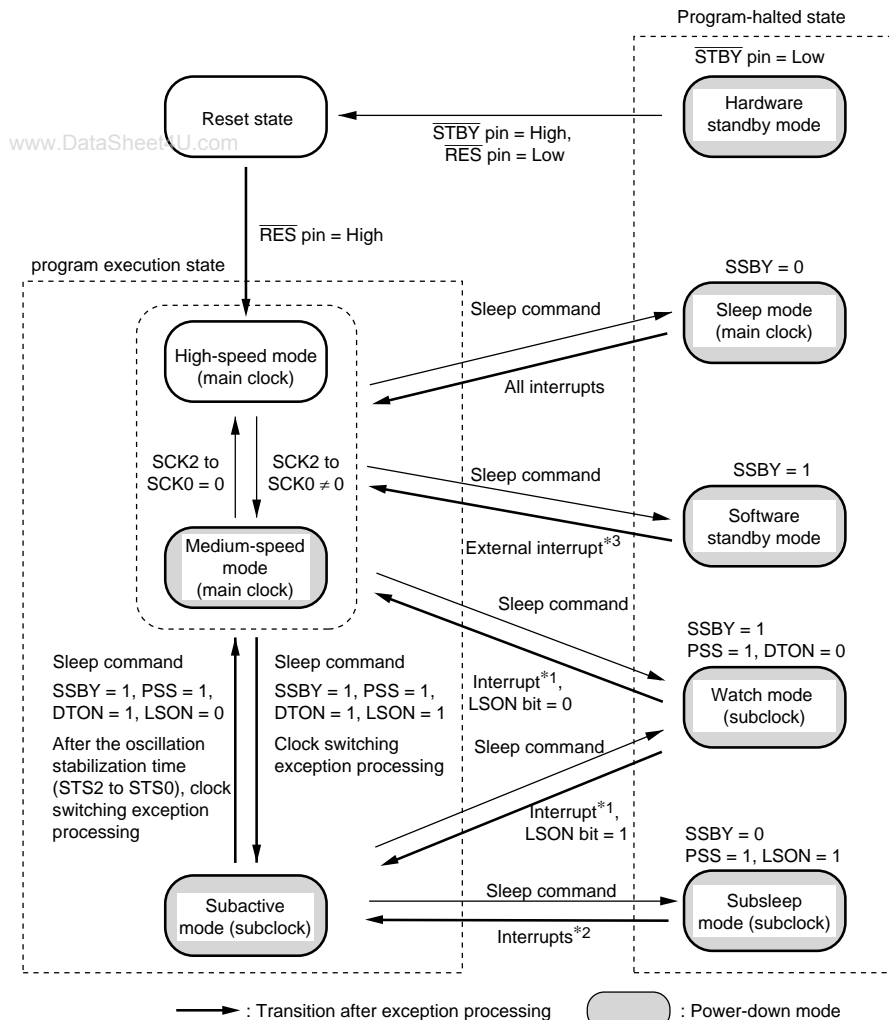 Program-halted state
STBY pin = Low
Reset state
Hardware
standby mode
www.DataSheet4U.com
STBY pin = High,
RES pin = Low
RES pin = High
program execution state
SSBY = 0
Sleep command
Sleep mode
(main clock)
High-speed mode
(main clock)
All interrupts
SCK2 to
SCK0 = 0
SCK2 to
SCK0 ≠ 0
Sleep command
SSBY = 1
Software
standby mode
External interrupt*3
Medium-speed
mode
(main clock)
Sleep command
SSBY = 1
PSS = 1, DTON = 0
Sleep command
SSBY = 1, PSS = 1,
DTON = 1, LSON = 0
After the oscillation
stabilization time
(STS2 to STS0), clock
switching exception
processing
Sleep command
SSBY = 1, PSS = 1,
DTON = 1, LSON = 1
Clock switching
exception processing
Interrupt*1,
LSON bit = 0
Watch mode
(subclock)
Sleep command
Interrupt*1,
LSON bit = 1
SSBY = 0
PSS = 1, LSON = 1
Sleep command
Subactive
mode (subclock)
Subsleep
mode (subclock)
Interrupts*2
: Transition after exception processing
: Power-down mode